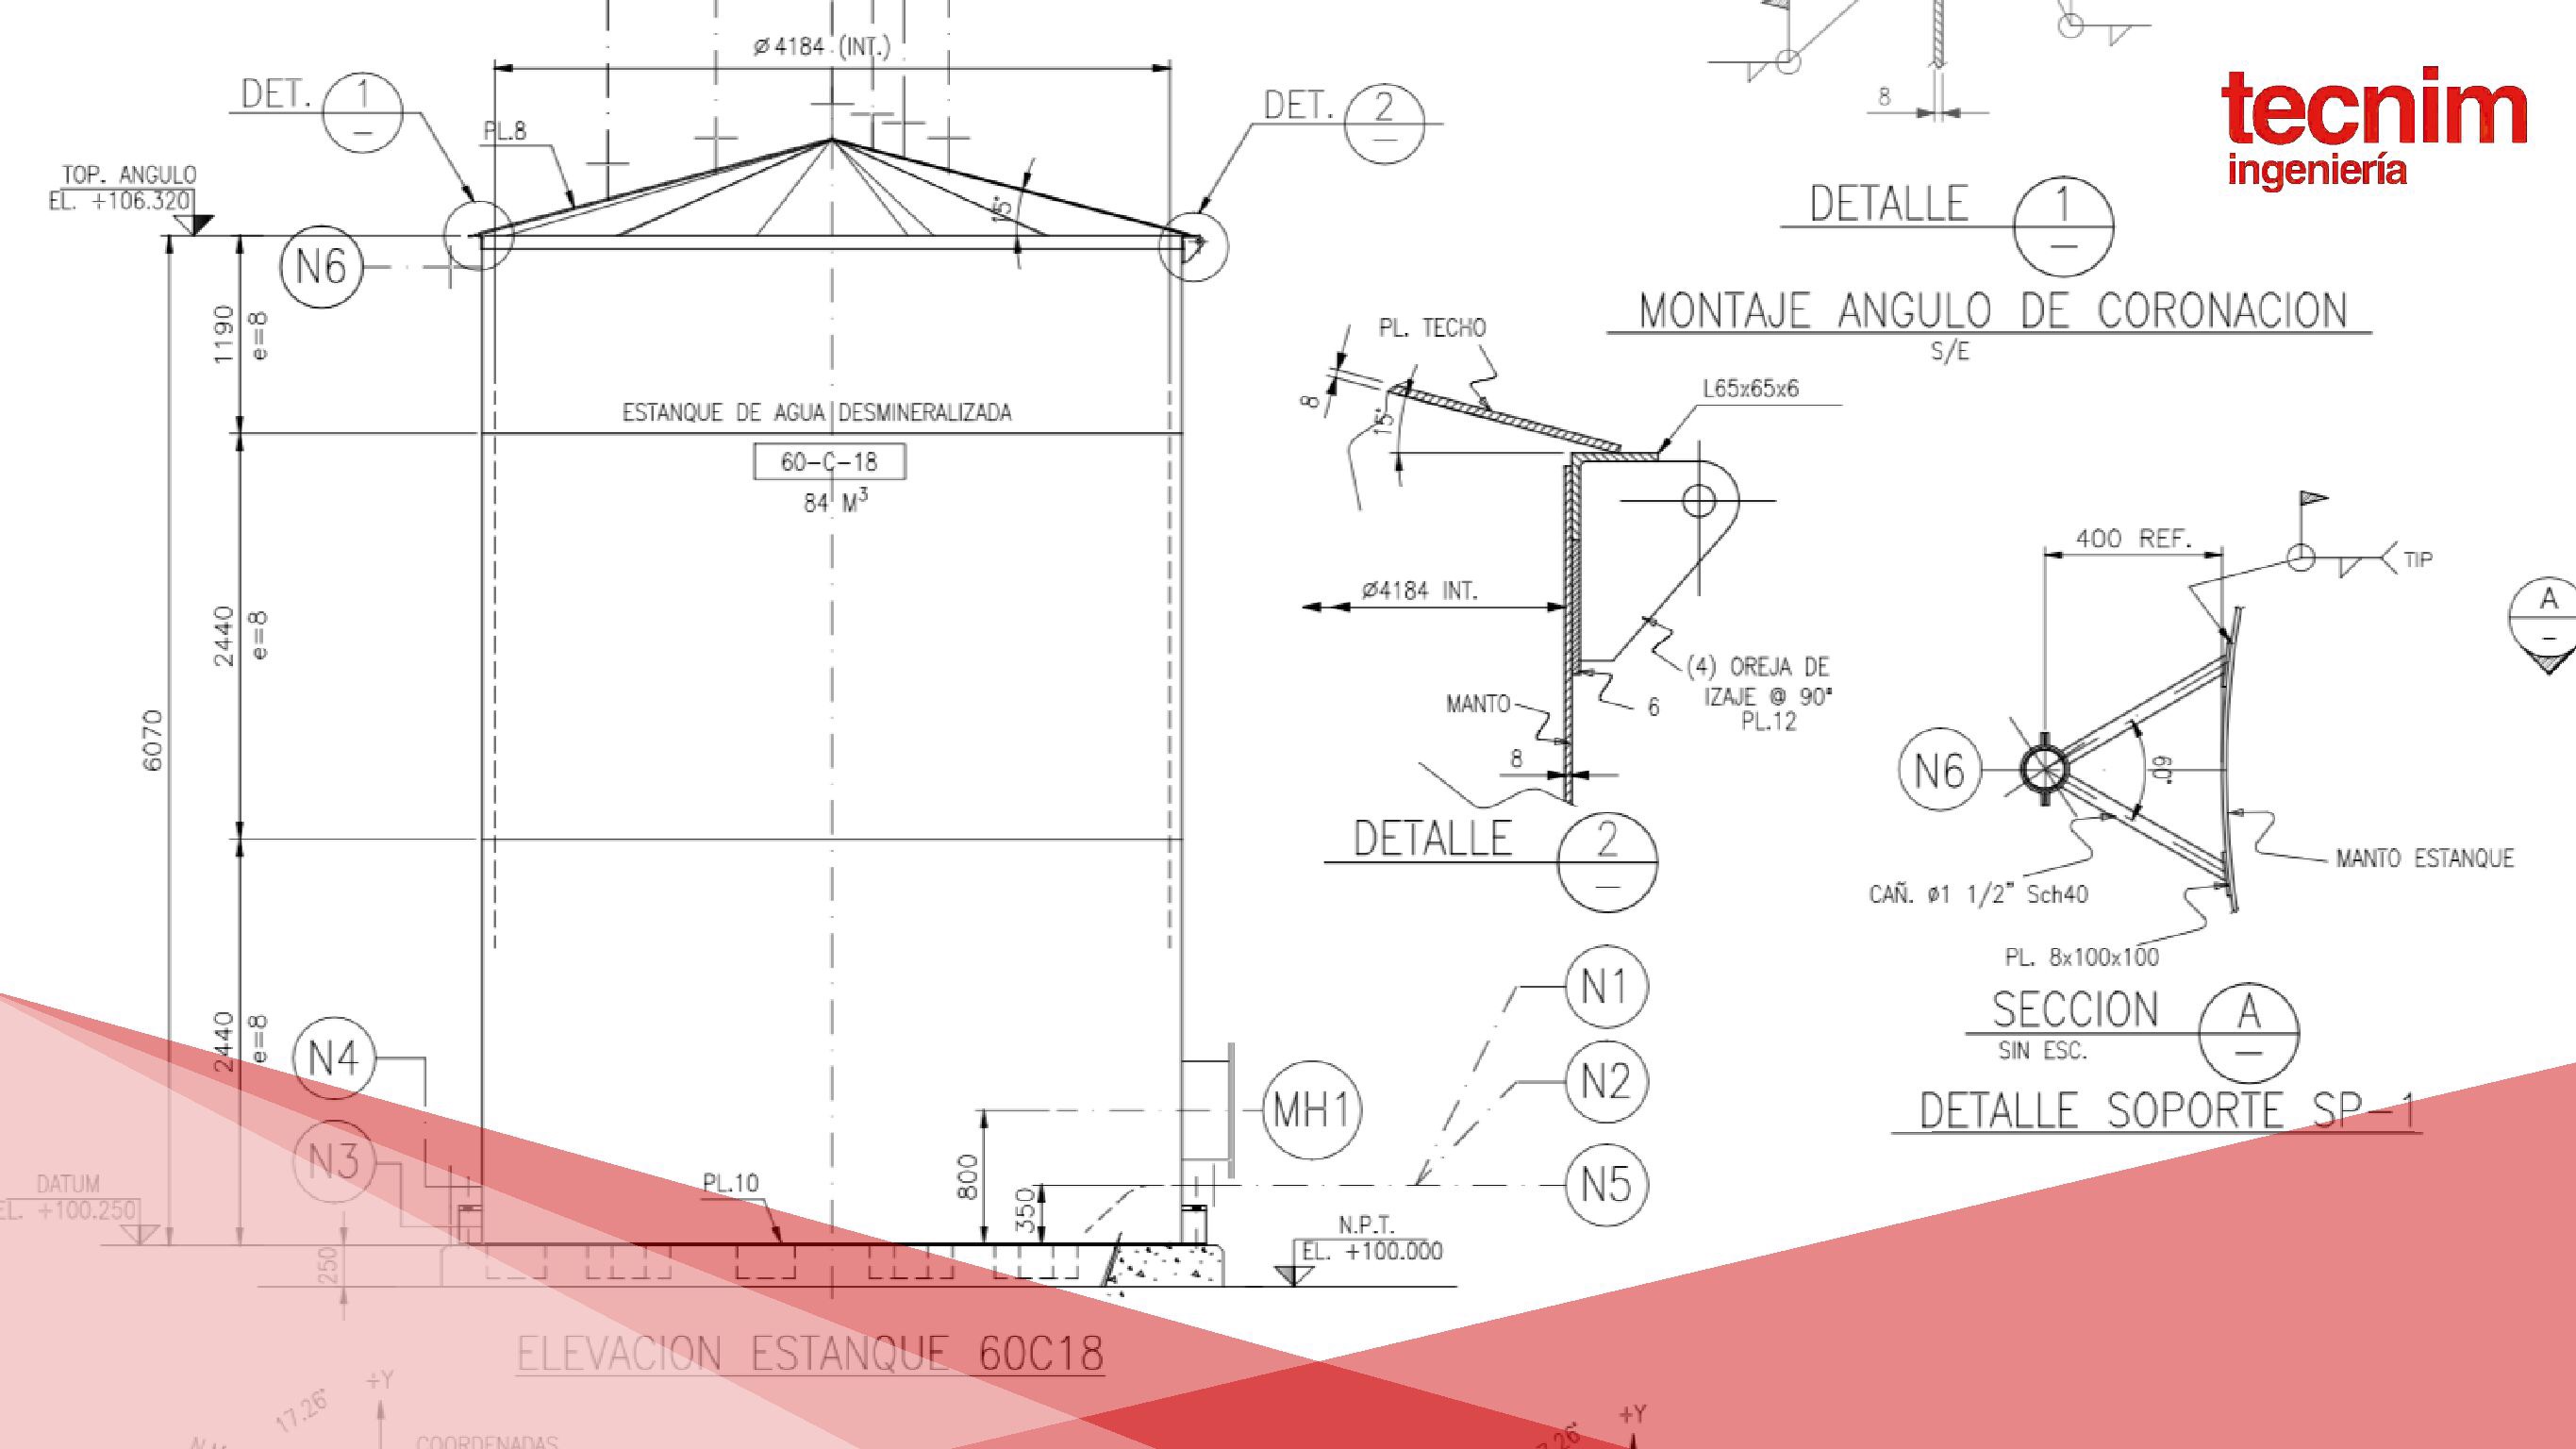 Ø4184 (INT.)
DET. 1
–
PL.8
DET. 2
–
TOP. ANGULO
EL. +106.320
15°
N6
1190
e=8
ESTANQUE DE AGUA DESMINERALIZADA
60-C-18
84 M³
2440
e=8
6070
2440
e=8
N4
N3
DATUM
EL. +100.250
250
PL.10
800
350
MH1
N1
N2
N5
N.P.T.
EL. +100.000
ELEVACION ESTANQUE 60C18
+Y
17.26°
COORDENADAS
8
tecnim
ingeniería
DETALLE 1
–
MONTAJE ANGULO DE CORONACION
S/E
PL. TECHO
8
15°
L65x65x6
Ø4184 INT.
(4) OREJA DE
IZAJE @ 90°
PL.12
MANTO
6
8
DETALLE 2
–
400 REF.
TIP
A
–
N6
60°
MANTO ESTANQUE
CAÑ. ø1 1/2" Sch40
PL. 8x100x100
SECCION A
–
SIN ESC.
DETALLE SOPORTE SP-1
+Y